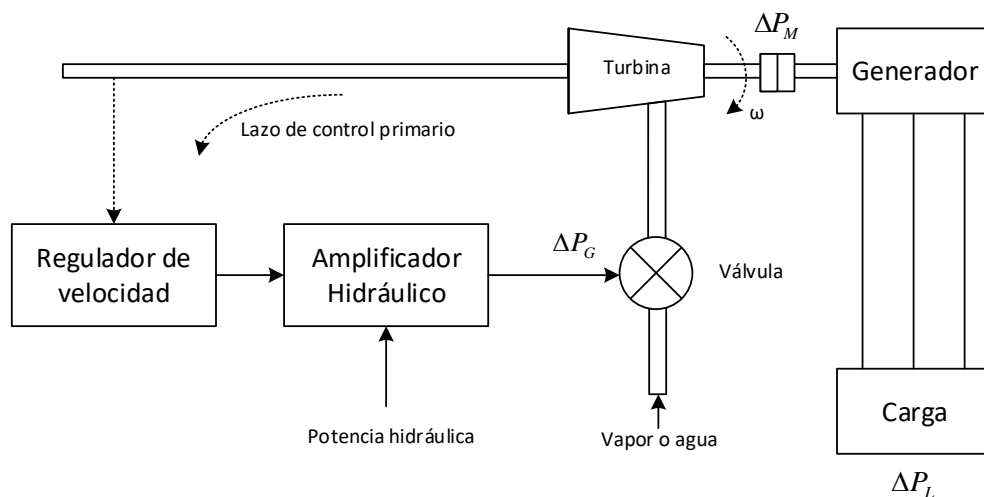 ΔP_M
Turbina
Generador
ω
Lazo de control primario
Regulador de
velocidad
Amplificador
Hidráulico
ΔP_G
Válvula
Potencia hidráulica
Vapor o agua
Carga
ΔP_L